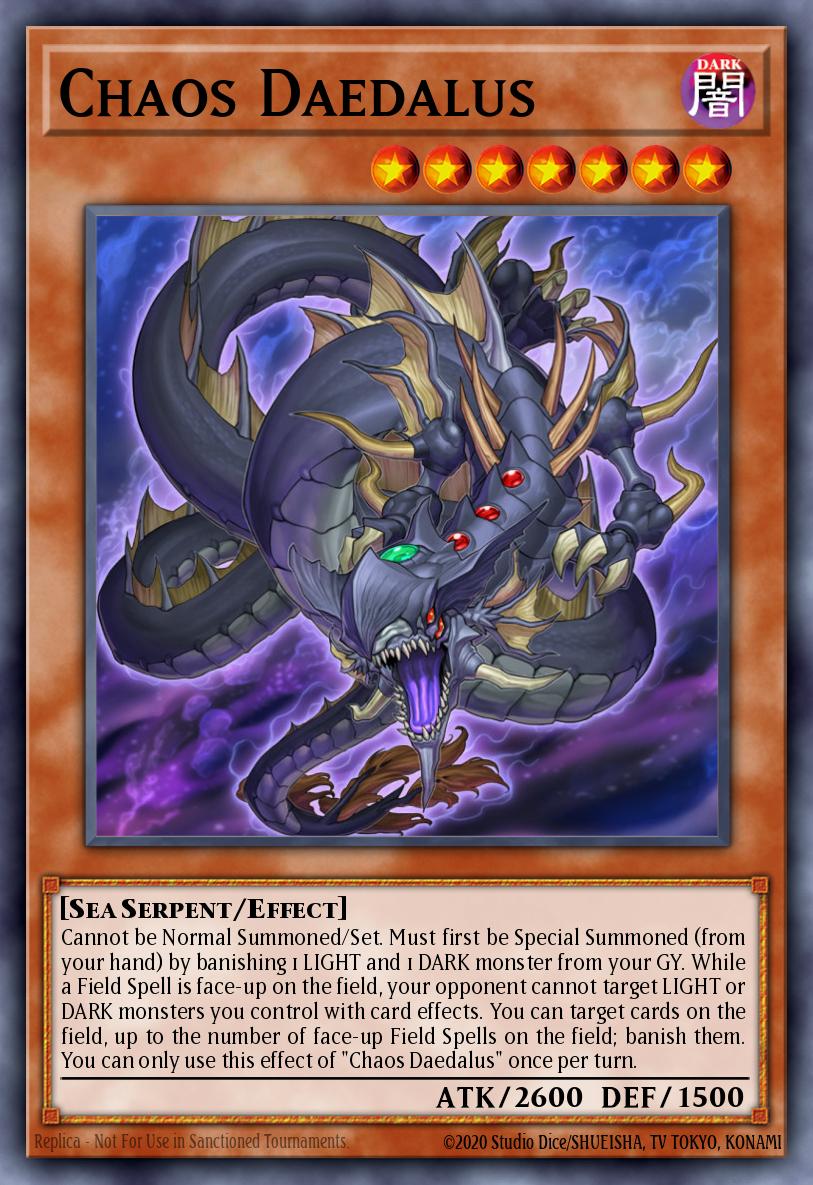 Chaos Daedalus
DARK
闇
[Sea Serpent/Effect]
Cannot be Normal Summoned/Set. Must first be Special Summoned (from
your hand) by banishing 1 LIGHT and 1 DARK monster from your GY. While
a Field Spell is face-up on the field, your opponent cannot target LIGHT or
DARK monsters you control with card effects. You can target cards on the
field, up to the number of face-up Field Spells on the field; banish them.
You can only use this effect of "Chaos Daedalus" once per turn.
ATK/2600 DEF/1500
Replica - Not For Use in Sanctioned Tournaments.
©2020 Studio Dice/SHUEISHA, TV TOKYO, KONAMI